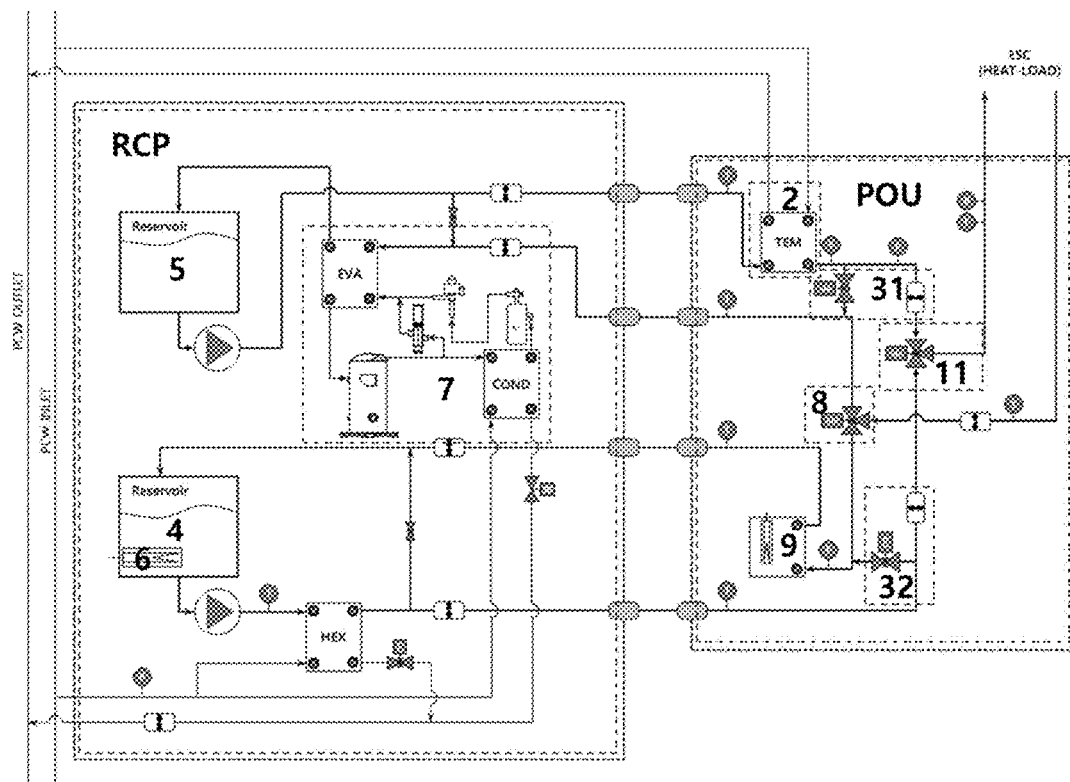 ESC
(HEAT-LOAD)
RCP
POU
2
TEM
Reservoir
5
EVA
31
11
7
COND
8
Reservoir
4
6
9
32
HEX
PCW OUTLET
PCW INLET